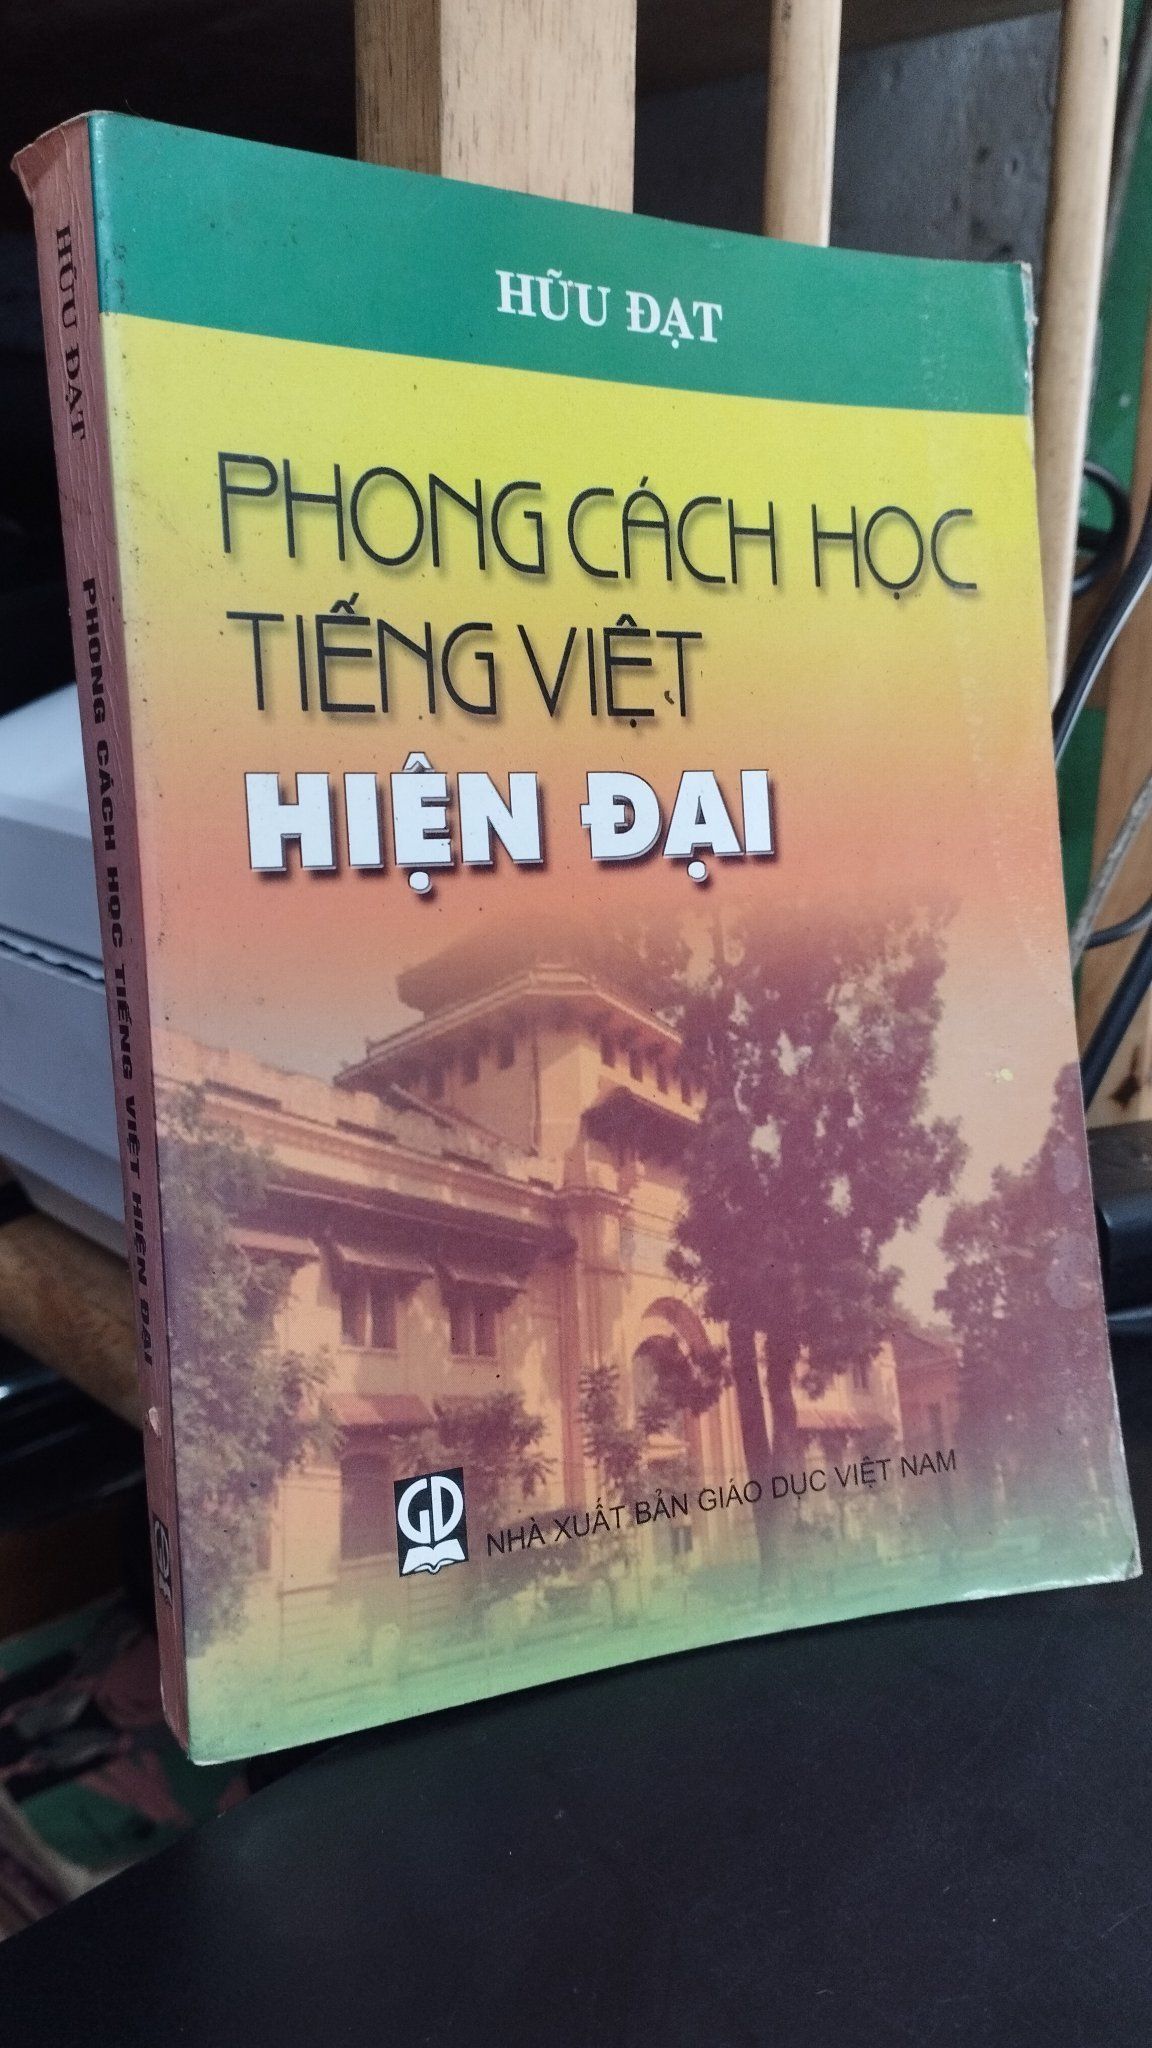 HỮU ĐẠT
PHONG CÁCH HỌC
TIẾNG VIỆT
HIỆN ĐẠI
GD
NHÀ XUẤT BẢN GIÁO DỤC VIỆT NAM
HỮU ĐẠT
PHONG CÁCH HỌC TIẾNG VIỆT HIỆN ĐẠI
GD